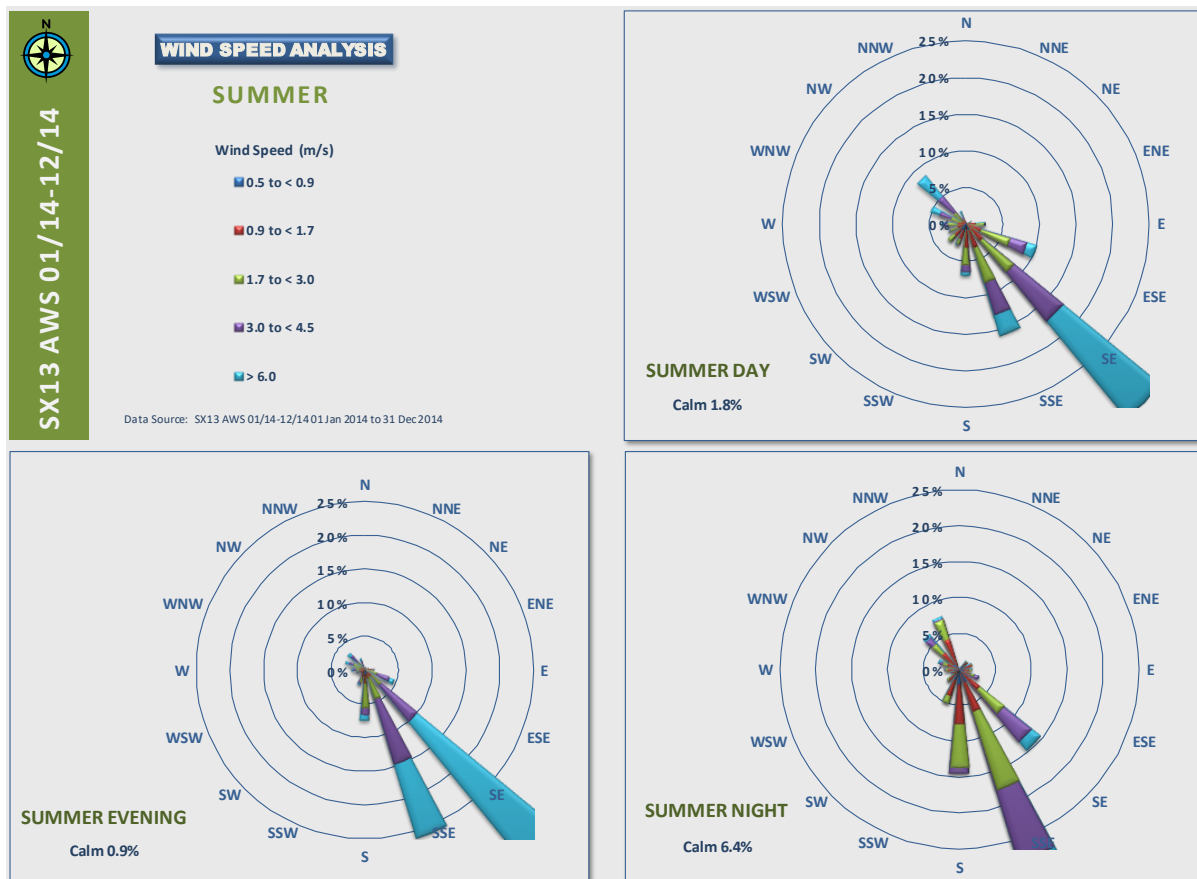 N
SX13 AWS 01/14-12/14
WIND SPEED ANALYSIS
SUMMER
Wind Speed (m/s)
0.5 to < 0.9
0.9 to < 1.7
1.7 to < 3.0
3.0 to < 4.5
> 6.0
Data Source: SX13 AWS 01/14-12/14 01 Jan 2014 to 31 Dec 2014
N
NNE
NE
ENE
E
ESE
SE
SSE
S
SSW
SW
WSW
W
WNW
NW
NNW
25%
20%
15%
10%
5%
0%
SUMMER DAY
Calm 1.8%
N
NNE
NE
ENE
E
ESE
SE
SSE
S
SSW
SW
WSW
W
WNW
NW
NNW
25%
20%
15%
10%
5%
0%
SUMMER EVENING
Calm 0.9%
N
NNE
NE
ENE
E
ESE
SE
SSE
S
SSW
SW
WSW
W
WNW
NW
NNW
25%
20%
15%
10%
5%
0%
SUMMER NIGHT
Calm 6.4%